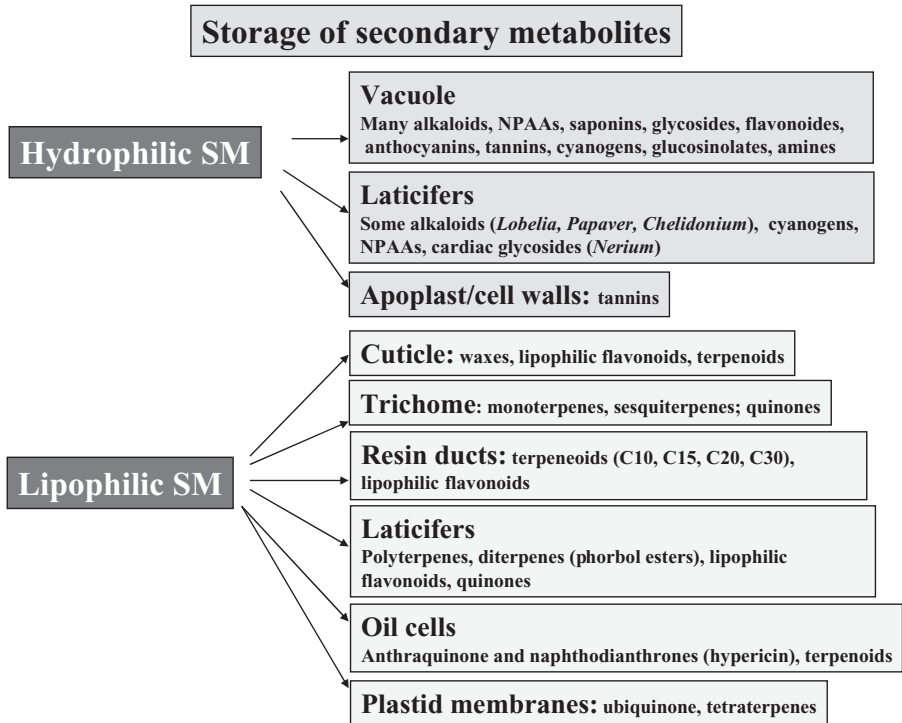 Storage of secondary metabolites
Hydrophilic SM
Vacuole
Many alkaloids, NPAAs, saponins, glycosides, flavonoides,
anthocyanins, tannins, cyanogens, glucosinolates, amines
Laticifers
Some alkaloids (Lobelia, Papaver, Chelidonium), cyanogens,
NPAAs, cardiac glycosides (Nerium)
Apoplast/cell walls: tannins
Lipophilic SM
Cuticle: waxes, lipophilic flavonoids, terpenoids
Trichome: monoterpenes, sesquiterpenes; quinones
Resin ducts: terpeneoids (C10, C15, C20, C30),
lipophilic flavonoids
Laticifers
Polyterpenes, diterpenes (phorbol esters), lipophilic
flavonoids, quinones
Oil cells
Anthraquinone and naphthodianthrones (hypericin), terpenoids
Plastid membranes: ubiquinone, tetraterpenes